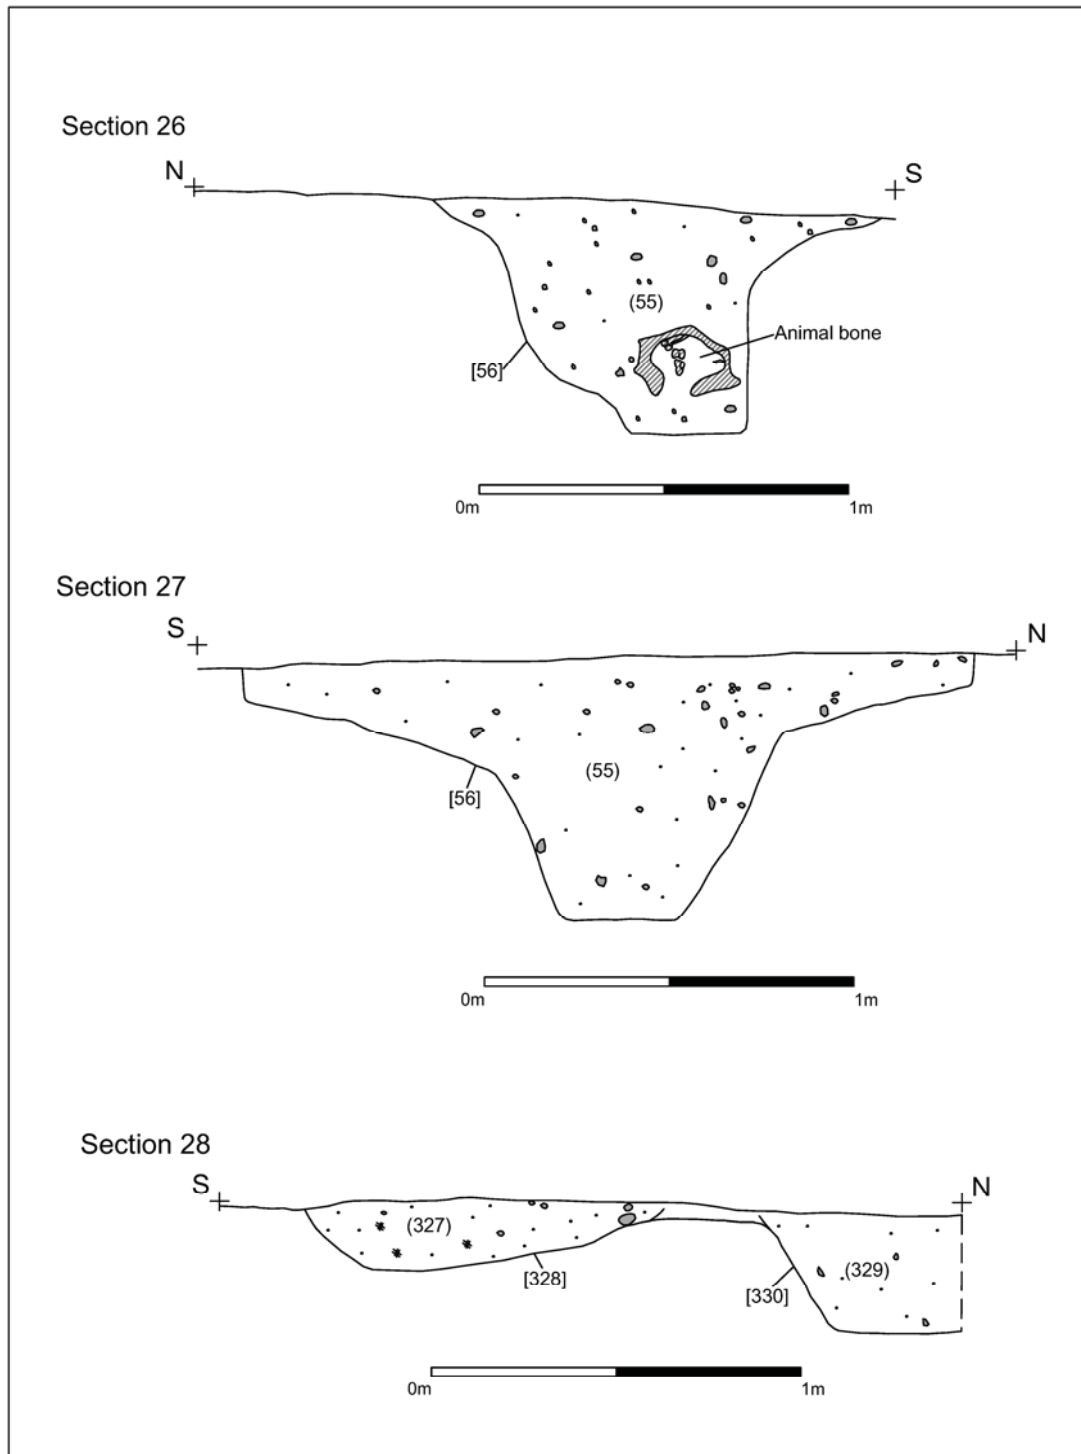 Section 26
N
S
(55)
Animal bone
[56]
0m
1m
Section 27
S
N
(55)
[56]
0m
1m
Section 28
S
N
(327)
(329)
[328]
[330]
0m
1m